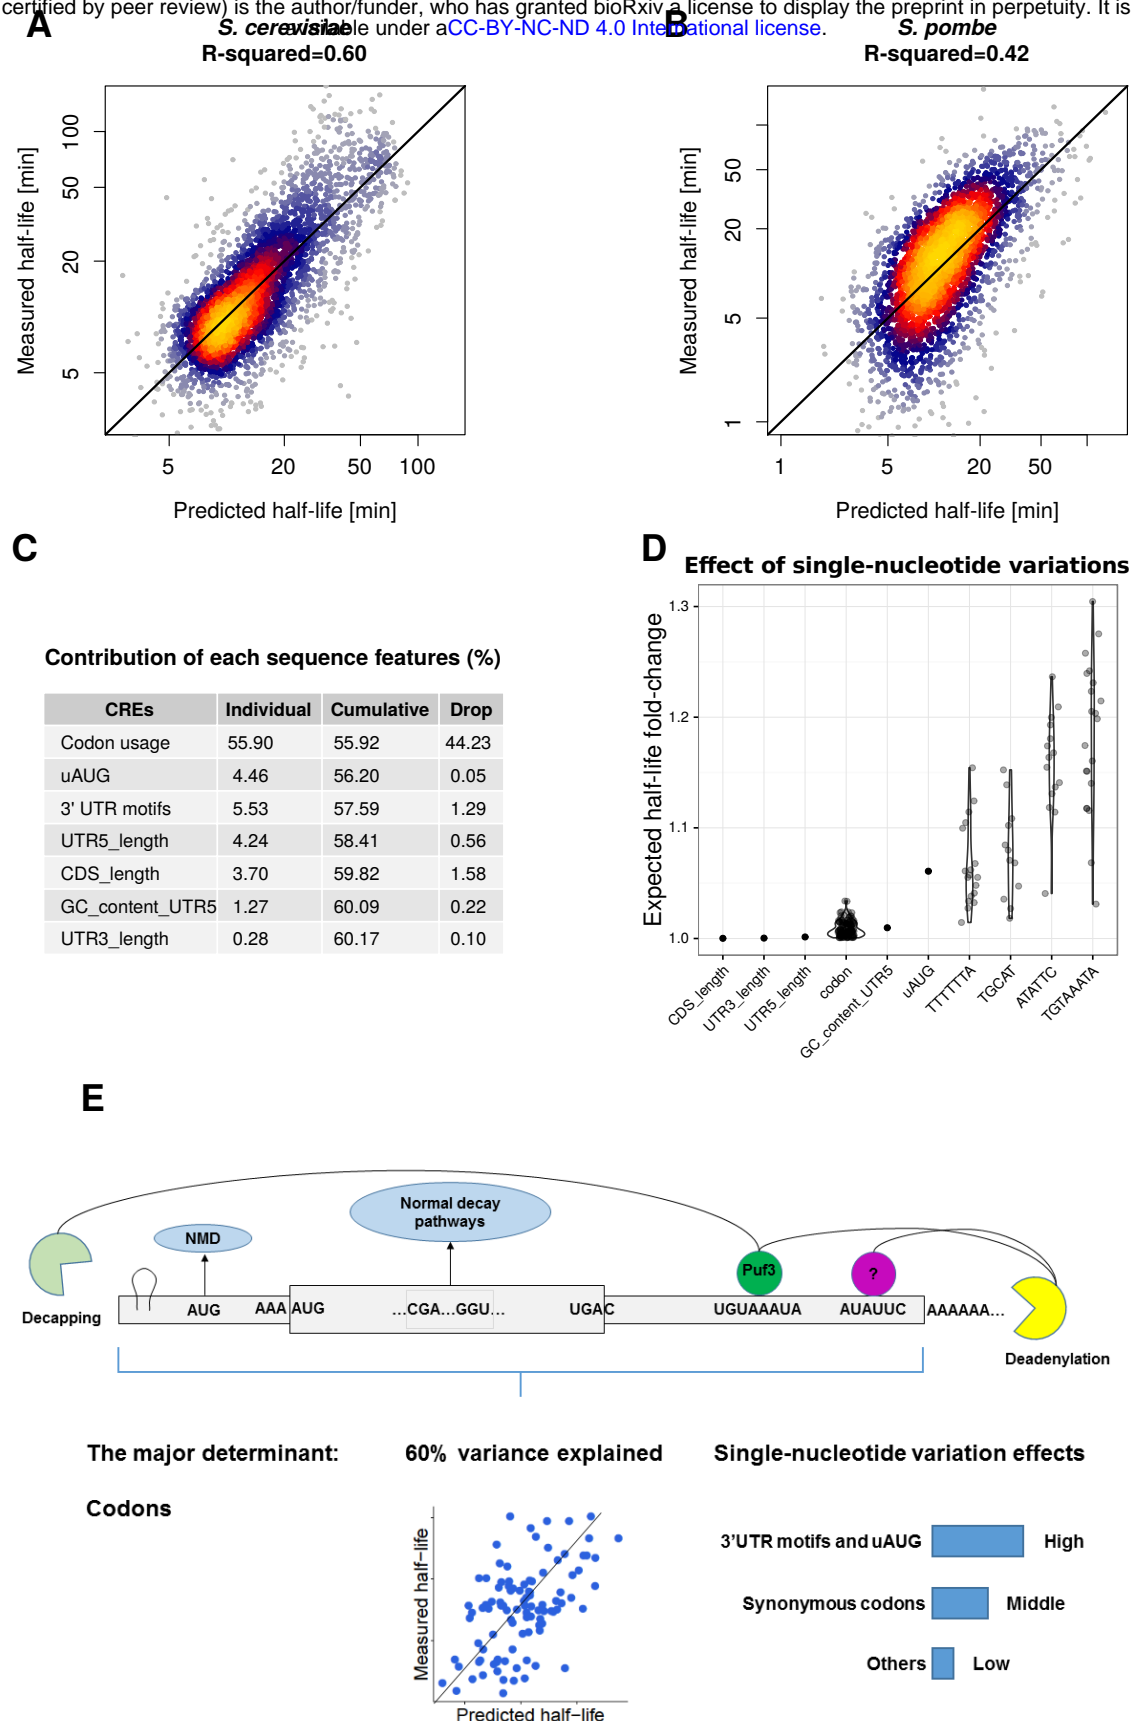 certified by peer review) is the author/funder, who has granted bioRxiv a license to display the preprint in perpetuity. It is
under aCC-BY-NC-ND 4.0 International license.
A
S. cerevisiae
R-squared=0.60
Measured half-life [min]
100
50
20
5
5 20 50 100
Predicted half-life [min]
B
S. pombe
R-squared=0.42
Measured half-life [min]
50
20
5
1
1 5 20 50
Predicted half-life [min]
C
Contribution of each sequence features (%)
CREs Individual Cumulative Drop
Codon usage 55.90 55.92 44.23
uAUG 4.46 56.20 0.05
3' UTR motifs 5.53 57.59 1.29
UTR5_length 4.24 58.41 0.56
CDS_length 3.70 59.82 1.58
GC_content_UTR5 1.27 60.09 0.22
UTR3_length 0.28 60.17 0.10
D
Effect of single-nucleotide variations
Expected half-life fold-change
1.3
1.2
1.1
1.0
CDS_length
UTR3_length
UTR5_length
codon
GC_content_UTR5
uAUG
TTTTTTA
TGCAT
ATATTC
TGTAAATA
E
Normal decay
pathways
NMD
Puf3
?
Decapping
AUG AAA AUG ...CGA...GGU... UGAC UGUAAAUA AUAUUC AAAAAA...
Deadenylation
The major determinant:
Codons
60% variance explained
Measured half-life
Predicted half-life
Single-nucleotide variation effects
3'UTR motifs and uAUG High
Synonymous codons Middle
Others Low